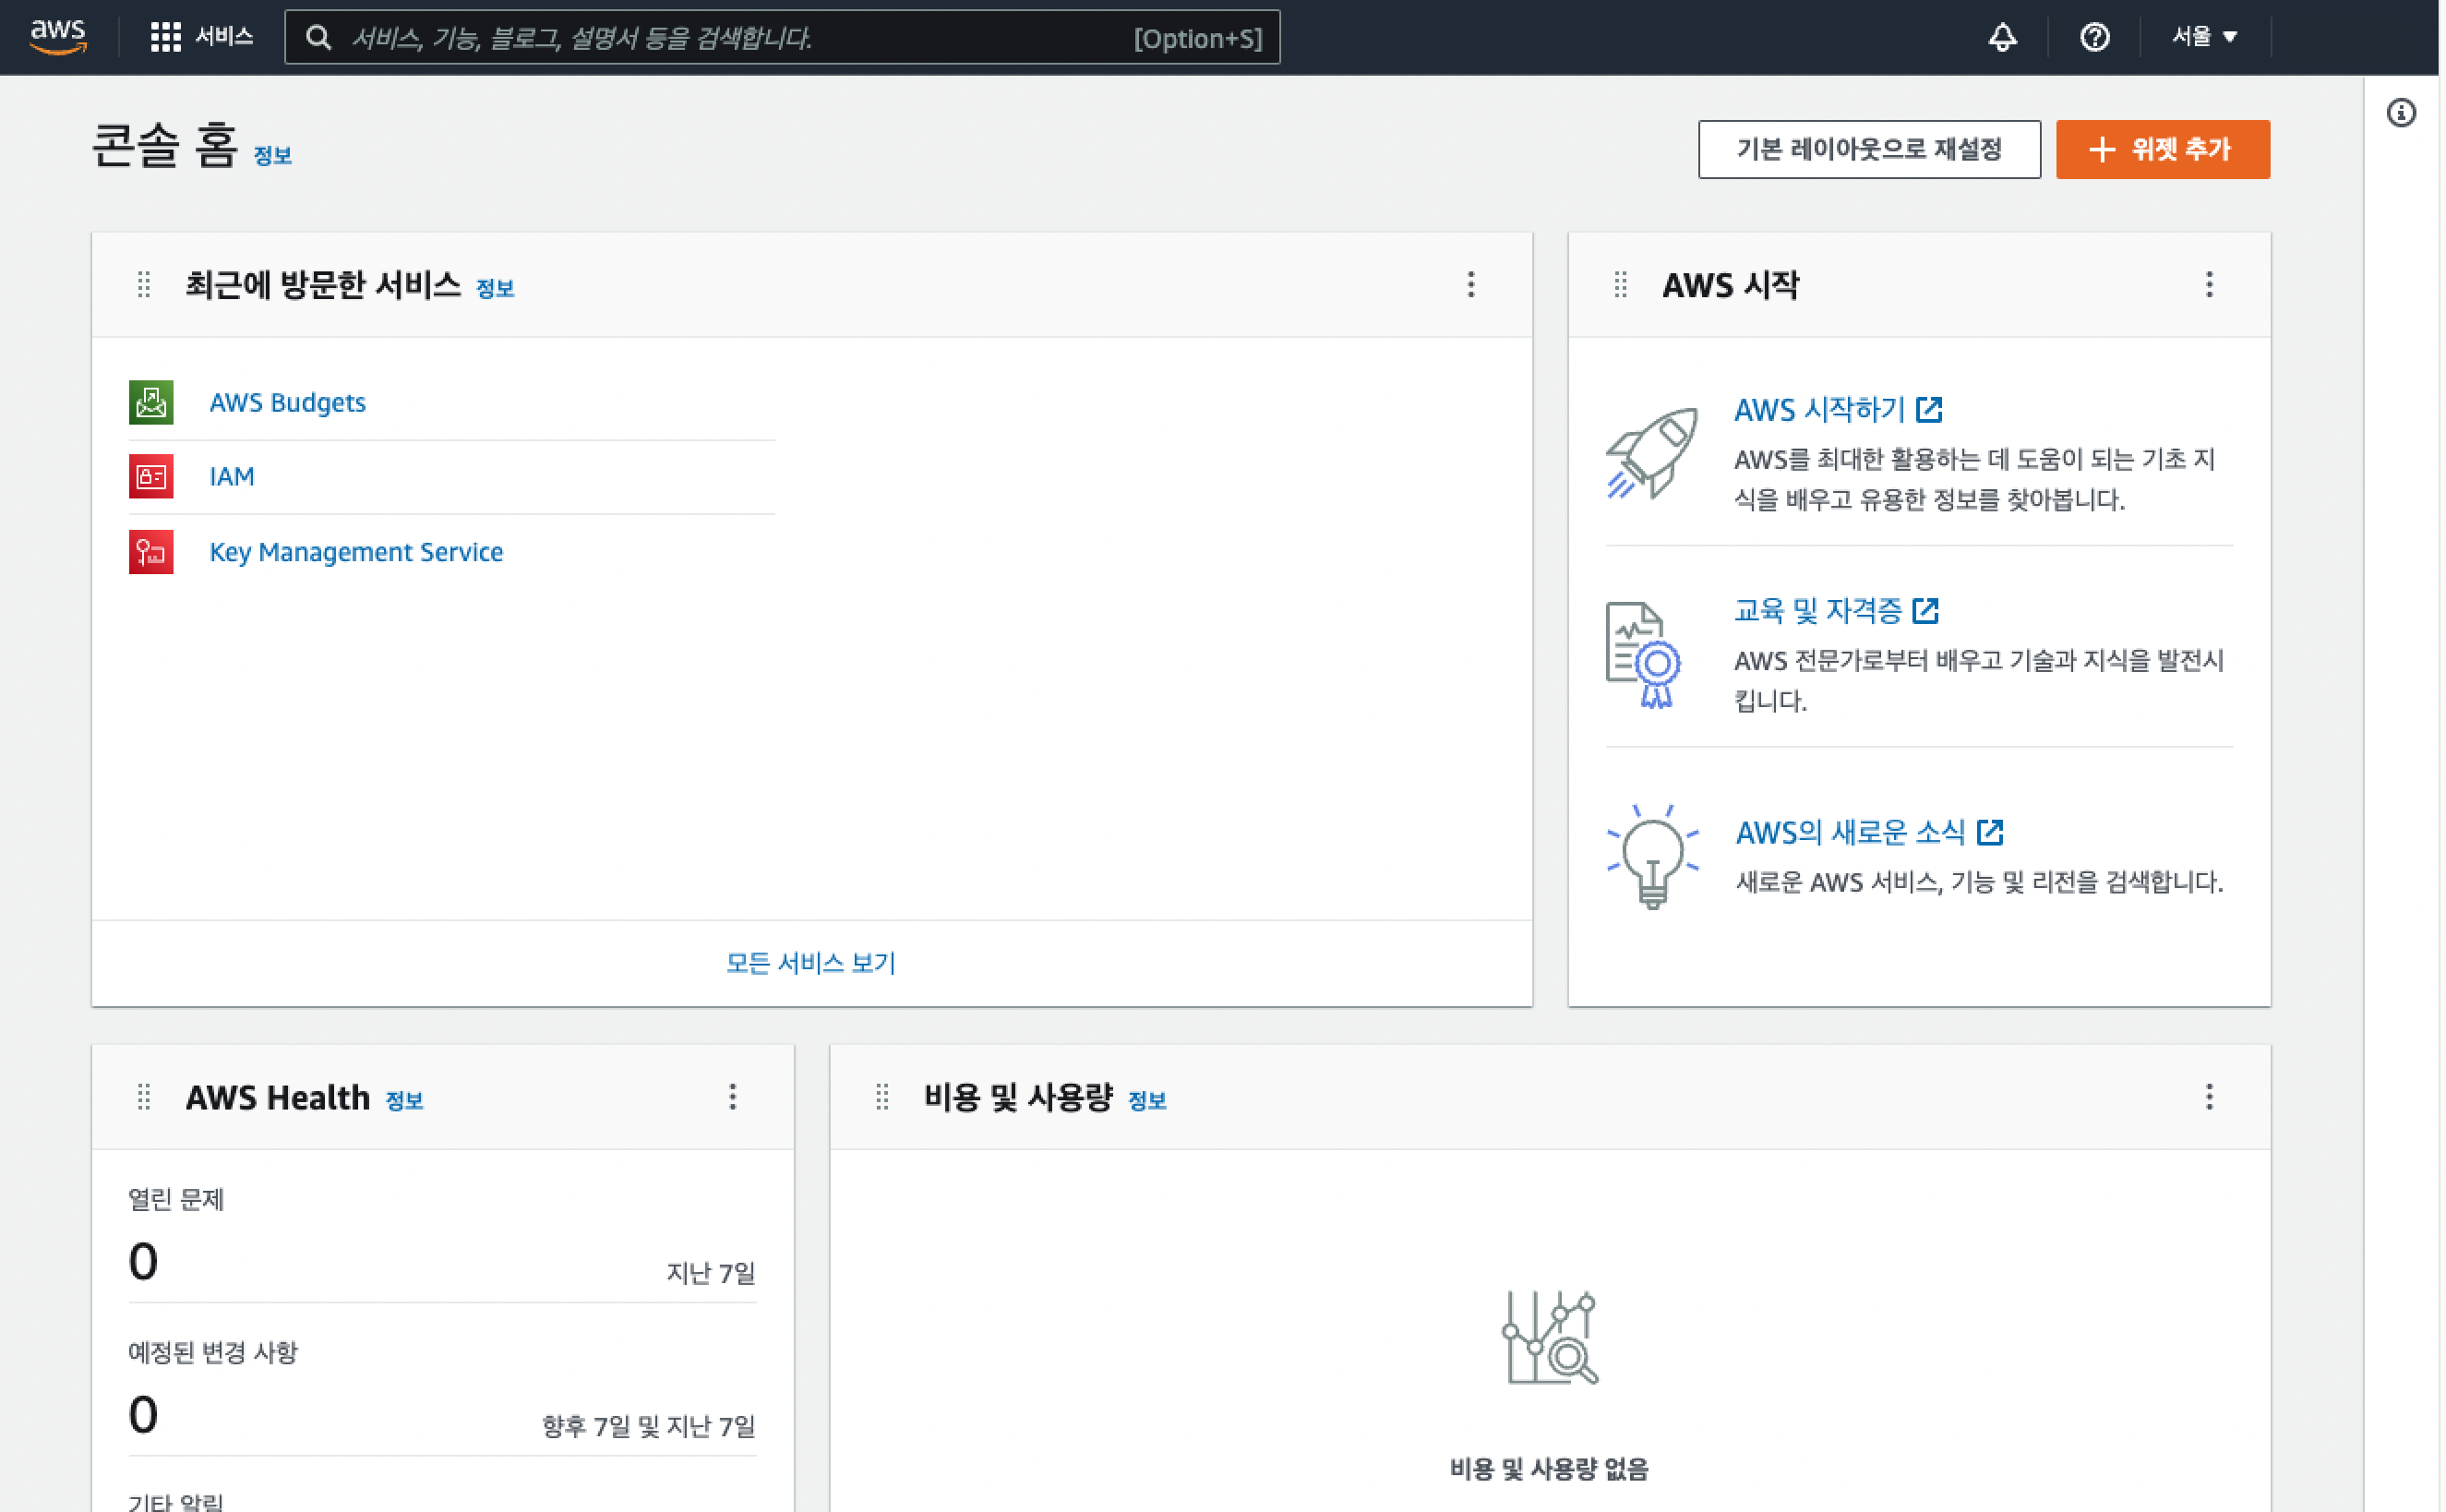 aws
서비스
서비스, 기능, 블로그, 설명서 등을 검색합니다.
[Option+S]
서울
콘솔 홈 정보
기본 레이아웃으로 재설정
위젯 추가
최근에 방문한 서비스 정보
AWS Budgets
IAM
Key Management Service
모든 서비스 보기
AWS 시작
AWS 시작하기
AWS를 최대한 활용하는 데 도움이 되는 기초 지
식을 배우고 유용한 정보를 찾아봅니다.
교육 및 자격증
AWS 전문가로부터 배우고 기술과 지식을 발전시
킵니다.
AWS의 새로운 소식
새로운 AWS 서비스, 기능 및 리전을 검색합니다.
AWS Health 정보
열린 문제
0
지난 7일
예정된 변경 사항
0
향후 7일 및 지난 7일
기타 알림
비용 및 사용량 정보
비용 및 사용량 없음